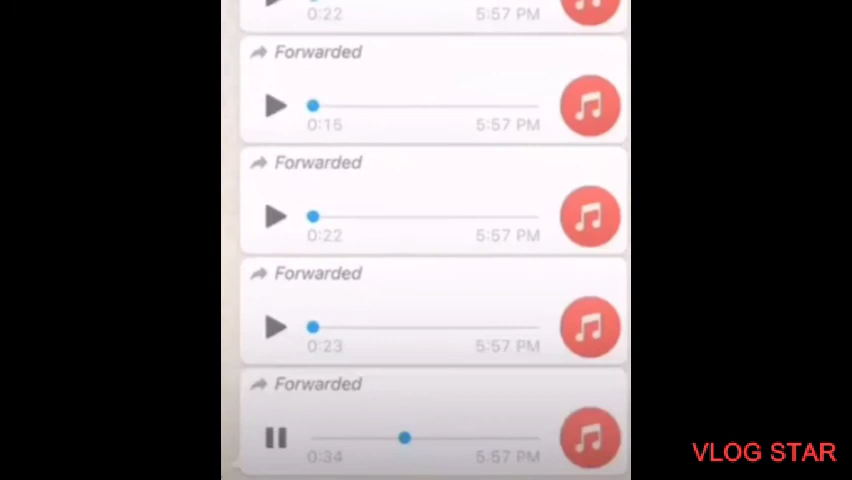 0:22 5:57 PM
Forwarded
0:15 5:57 PM
Forwarded
0:22 5:57 PM
Forwarded
0:23 5:57 PM
Forwarded
0:34 5:57 PM
VLOG STAR